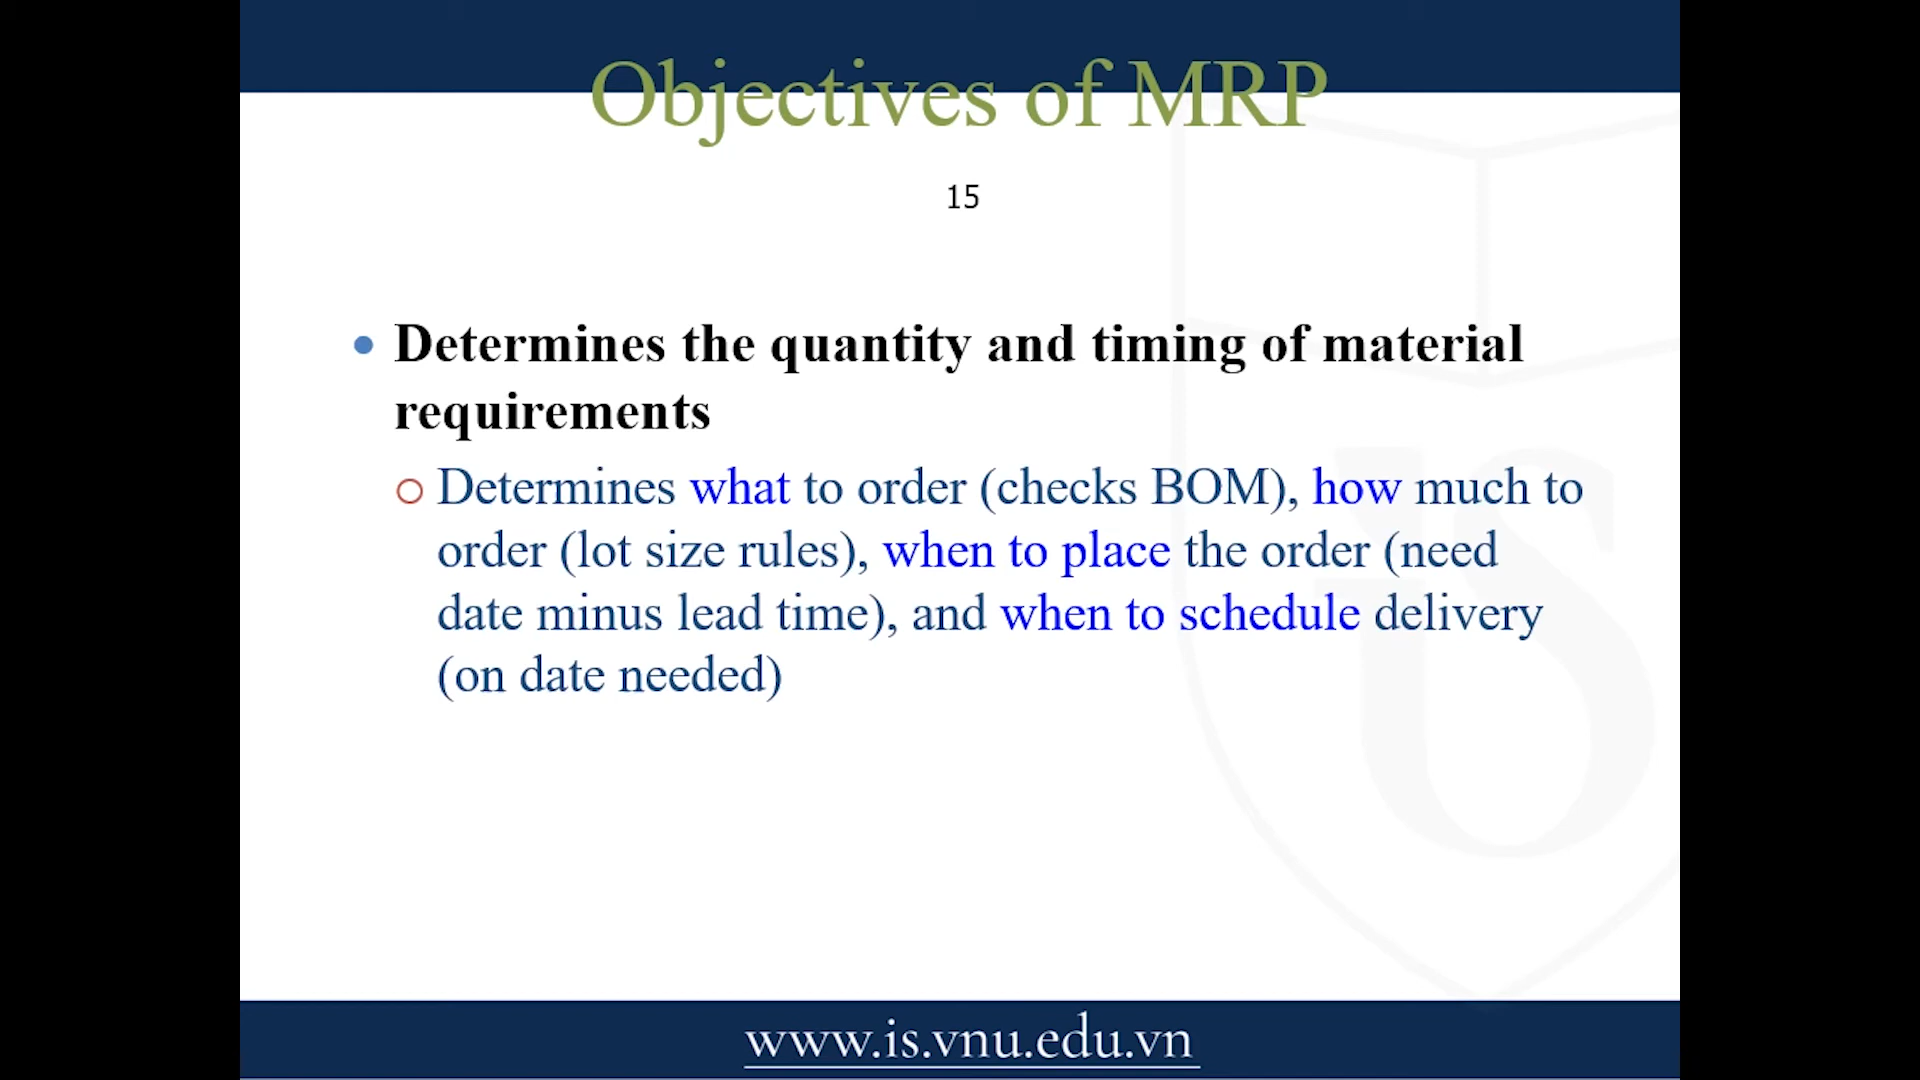 Objectives of MRP
15
• Determines the quantity and timing of material
requirements
○ Determines what to order (checks BOM), how much to
order (lot size rules), when to place the order (need
date minus lead time), and when to schedule delivery
(on date needed)
www.is.vnu.edu.vn